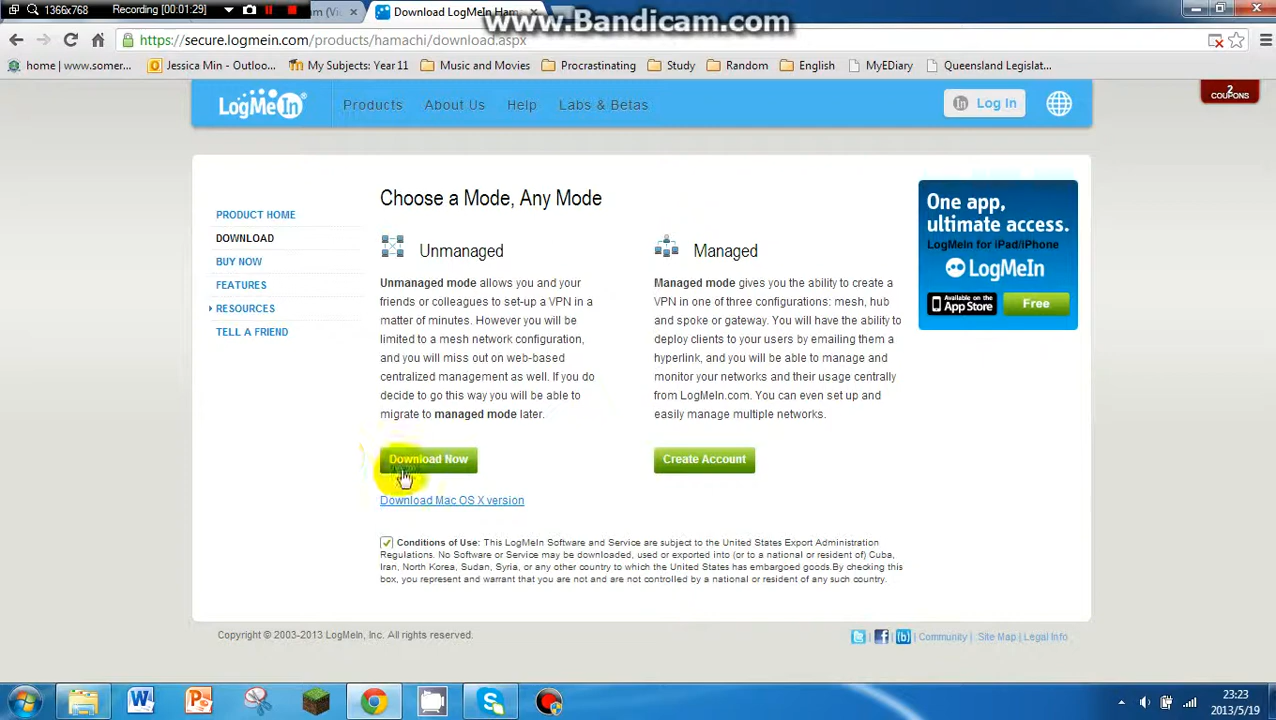 1366x768 Recording [00:01:29] am (Vi Download LogMeIn Ham
www.Bandicam.com
https://secure.logmein.com/products/hamachi/download.aspx
home | www.somer... Jessica Min - Outloo... My Subjects: Year 11 Music and Movies Procrastinating Study Random English MyEDiary Queensland Legislat...
LogMeIn Products About Us Help Labs & Betas in Log In
2 COUPONS
Choose a Mode, Any Mode
PRODUCT HOME
DOWNLOAD
BUY NOW
FEATURES
RESOURCES
TELL A FRIEND
Unmanaged
Unmanaged mode allows you and your
friends or colleagues to set-up a VPN in a
matter of minutes. However you will be
limited to a mesh network configuration,
and you will miss out on web-based
centralized management as well. If you do
decide to go this way you will be able to
migrate to managed mode later.
Download Now
Download Mac OS X version
Managed
Managed mode gives you the ability to create a
VPN in one of three configurations: mesh, hub
and spoke or gateway. You will have the ability to
deploy clients to your users by emailing them a
hyperlink, and you will be able to manage and
monitor your networks and their usage centrally
from LogMeIn.com. You can even set up and
easily manage multiple networks.
Create Account
One app,
ultimate access.
LogMeIn for iPad/iPhone
LogMeIn
Available on the App Store Free
Conditions of Use: This LogMeIn Software and Service are subject to the United States Export Administration
Regulations. No Software or Service may be downloaded, used or exported into (or to a national or resident of) Cuba,
Iran, North Korea, Sudan, Syria, or any other country to which the United States has embargoed goods.By checking this
box, you represent and warrant that you are not and are not controlled by a national or resident of any such country.
Copyright © 2003-2013 LogMeIn, Inc. All rights reserved.
| | (b) | Community | Site Map | Legal Info
23:23
2013/5/19